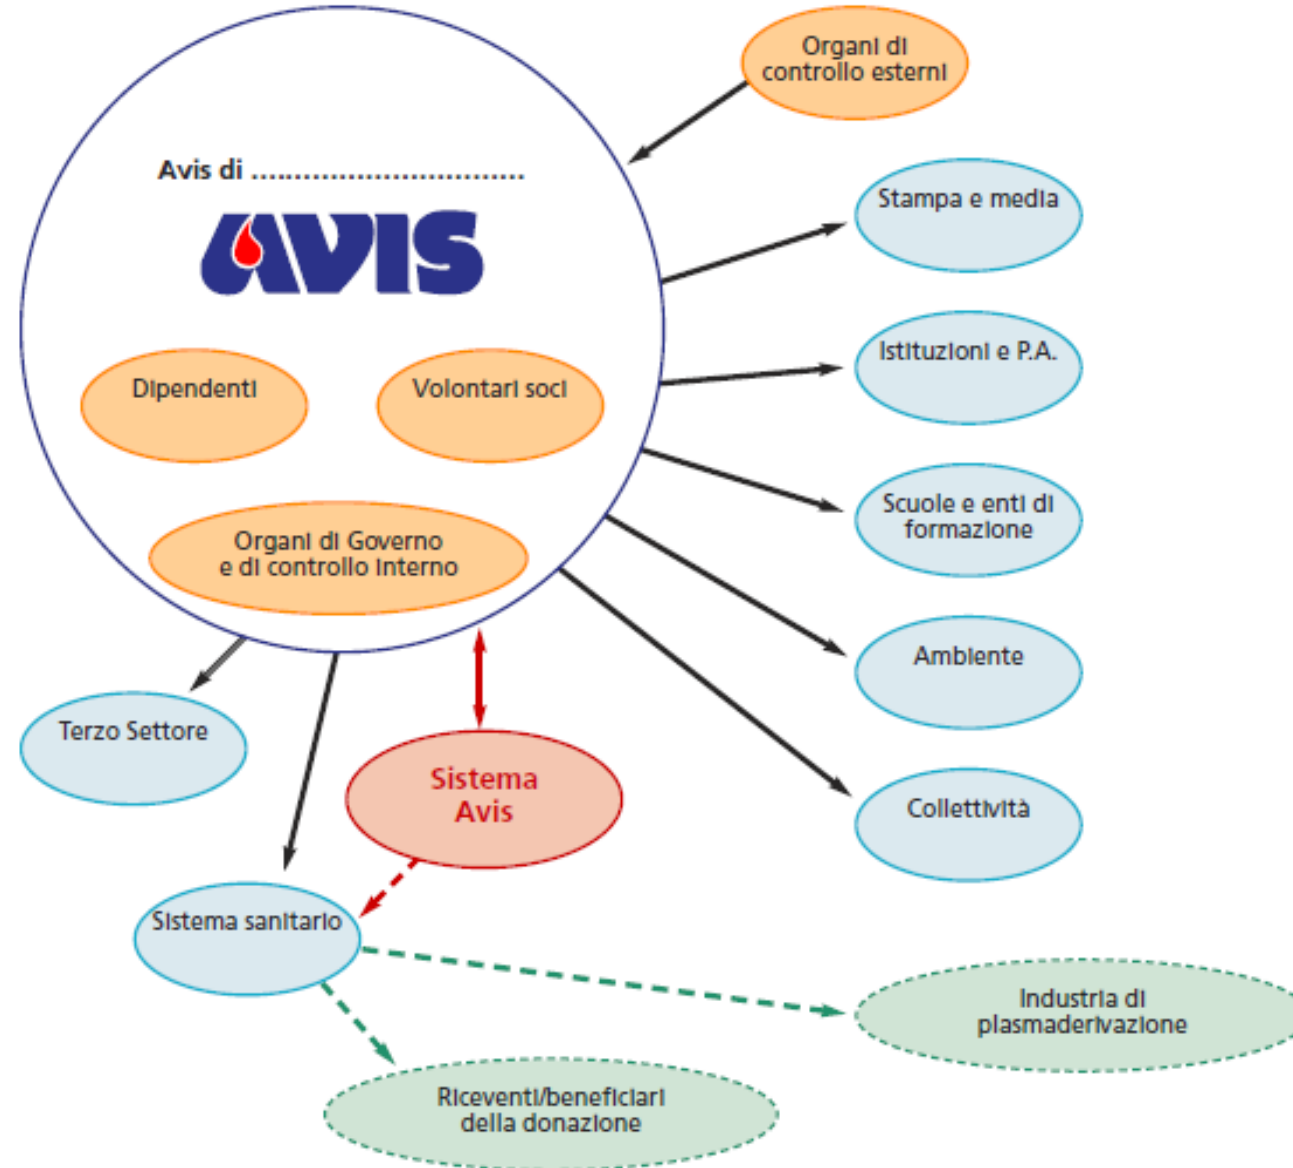 Organi di
controllo esterni
Avis di ................................
AVIS
Stampa e media
Istituzioni e P.A.
Dipendenti
Volontari soci
Scuole e enti di
formazione
Organi di Governo
e di controllo interno
Ambiente
Terzo Settore
Sistema
Avis
Collettività
Sistema sanitario
Industria di
plasmaderivazione
Riceventi/beneficiari
della donazione